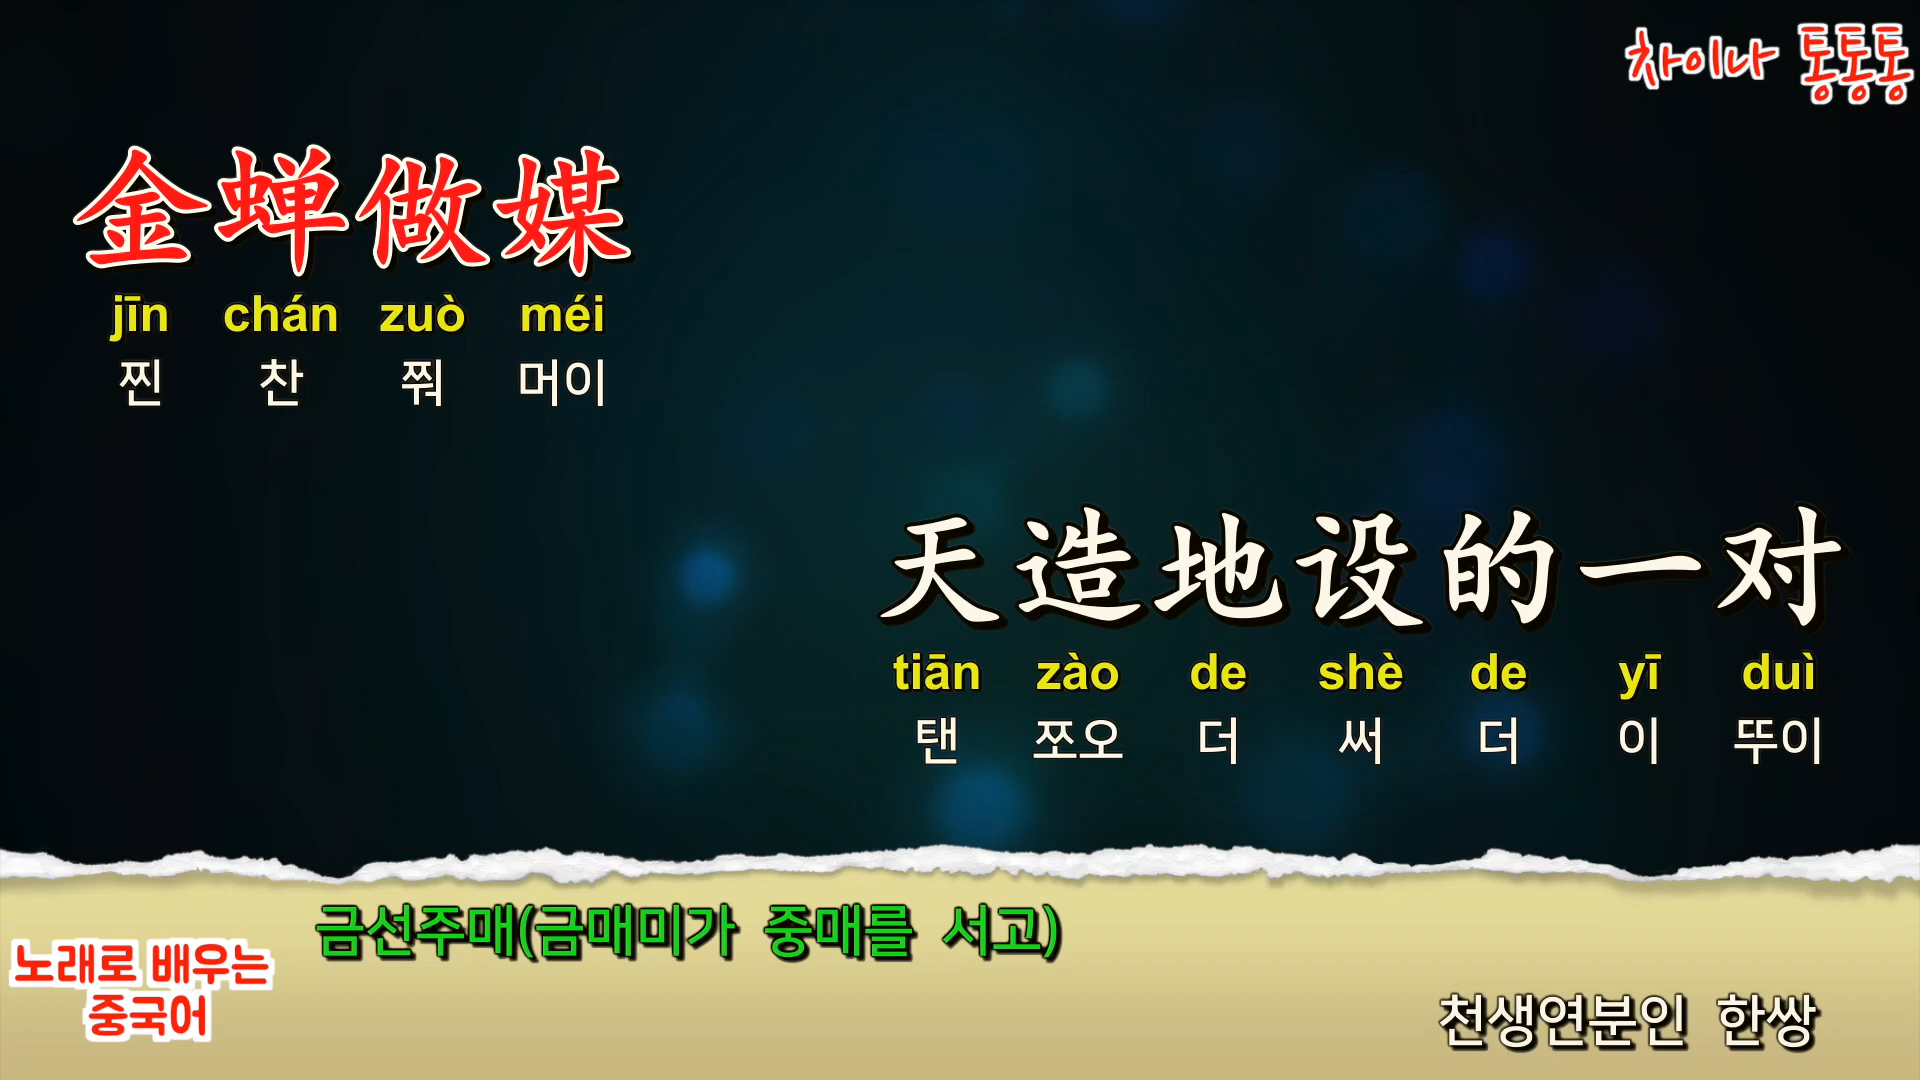 차이나 통통통
金蝉做媒
jīn chán zuò méi
찐 찬 쭤 머이
天造地设的一对
tiān zào de shè de yī duì
탠 쪼오 더 써 더 이 뚜이
금선주매(금매미가 중매를 서고)
노래로 배우는
중국어
천생연분인 한쌍